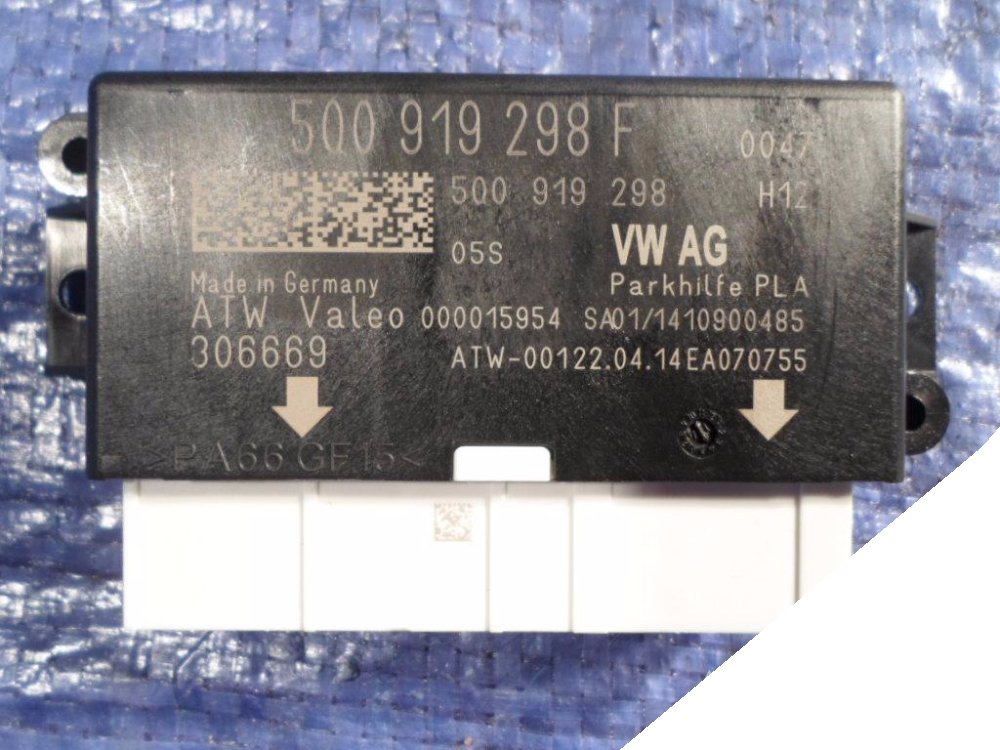 5Q0 919 298 F 0047
5Q0 919 298 H12
05S VW AG
Made in Germany Parkhilfe PLA
ATW Valeo 000015954 SA01/1410900485
306669 ATW-00122.04.14EA070755
>PA66 GF15<